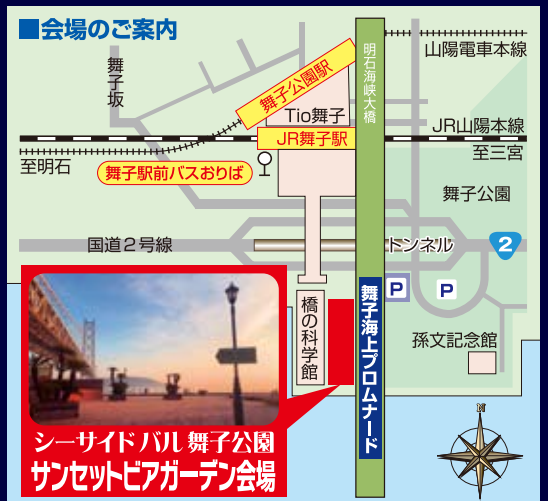 ■会場のご案内
山陽電車本線
明石海峡大橋
舞子坂
舞子公園駅
Tio舞子
JR山陽本線
JR舞子駅
至明石
至三宮
舞子駅前バスおりば
舞子公園
国道2号線
トンネル
2
P
P
舞子海上プロムナード
橋の科学館
孫文記念館
シーサイド バル 舞子公園
サンセットビアガーデン会場
N